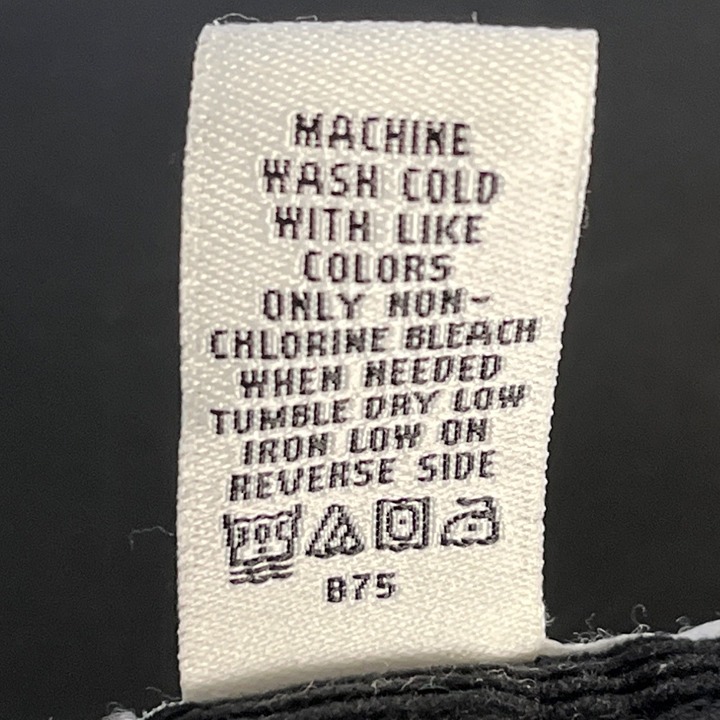 MACHINE
WASH COLD
WITH LIKE
COLORS
ONLY NON-
CHLORINE BLEACH
WHEN NEEDED
TUMBLE DRY LOW
IRON LOW ON
REVERSE SIDE
30C
875